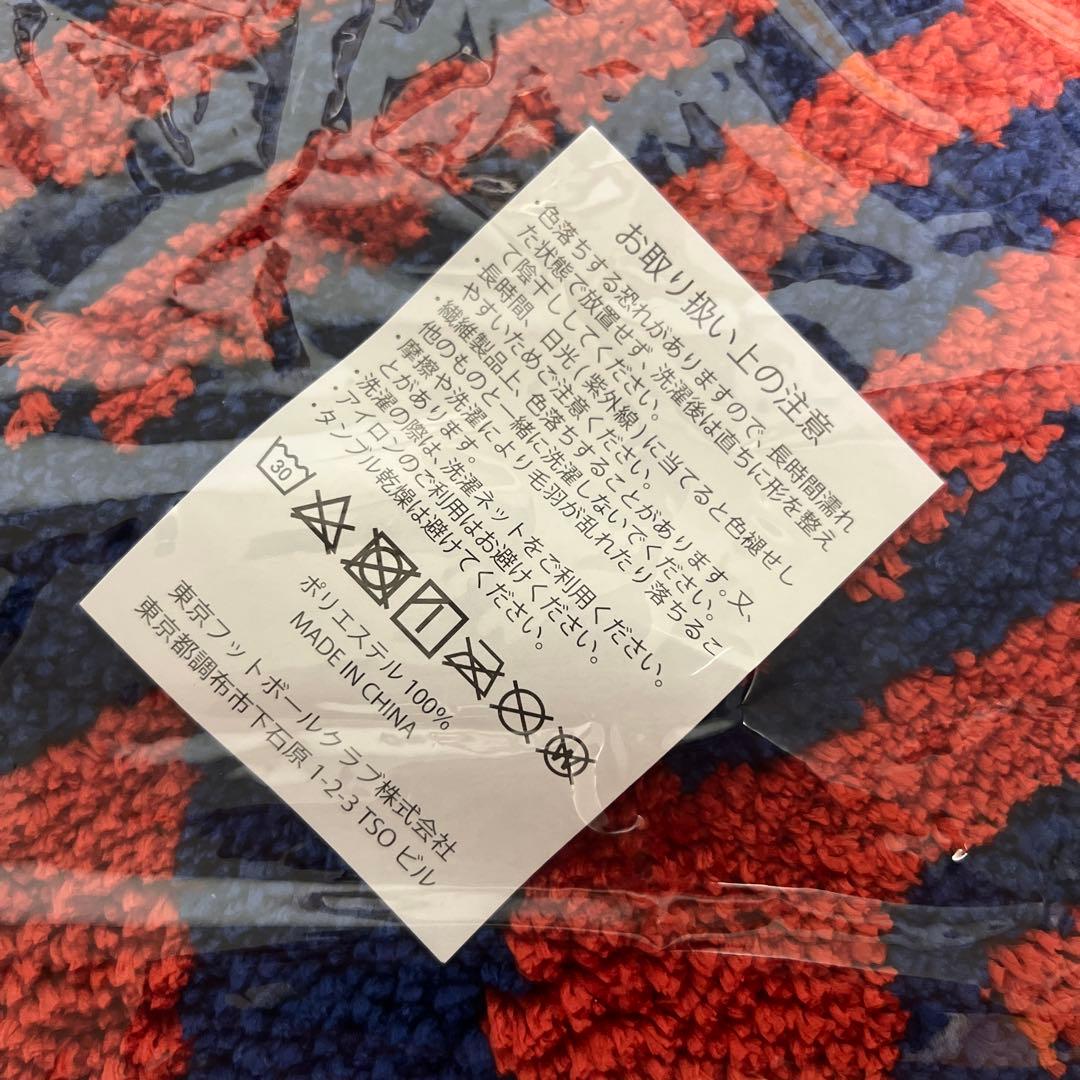 お取り扱い上の注意
・色落ちする恐れがありますので、長時間濡れ
た状態で放置せず、洗濯後は直ちに形を整え
て陰干ししてください。
・長時間、日光(紫外線)に当てると色褪せし
やすいためご注意ください。
・繊維製品上、色落ちすることがあります。又、
他のものと一緒に洗濯しないでください。
・摩擦や洗濯により毛羽が乱れたり落ちるこ
とがあります。
・洗濯の際は、洗濯ネットをご利用ください。
・アイロンのご利用はお避けください。
・タンブル乾燥は避けてください。
30
W
ポリエステル 100%
MADE IN CHINA
東京フットボールクラブ株式会社
東京都調布市下石原 1-2-3 TSO ビル